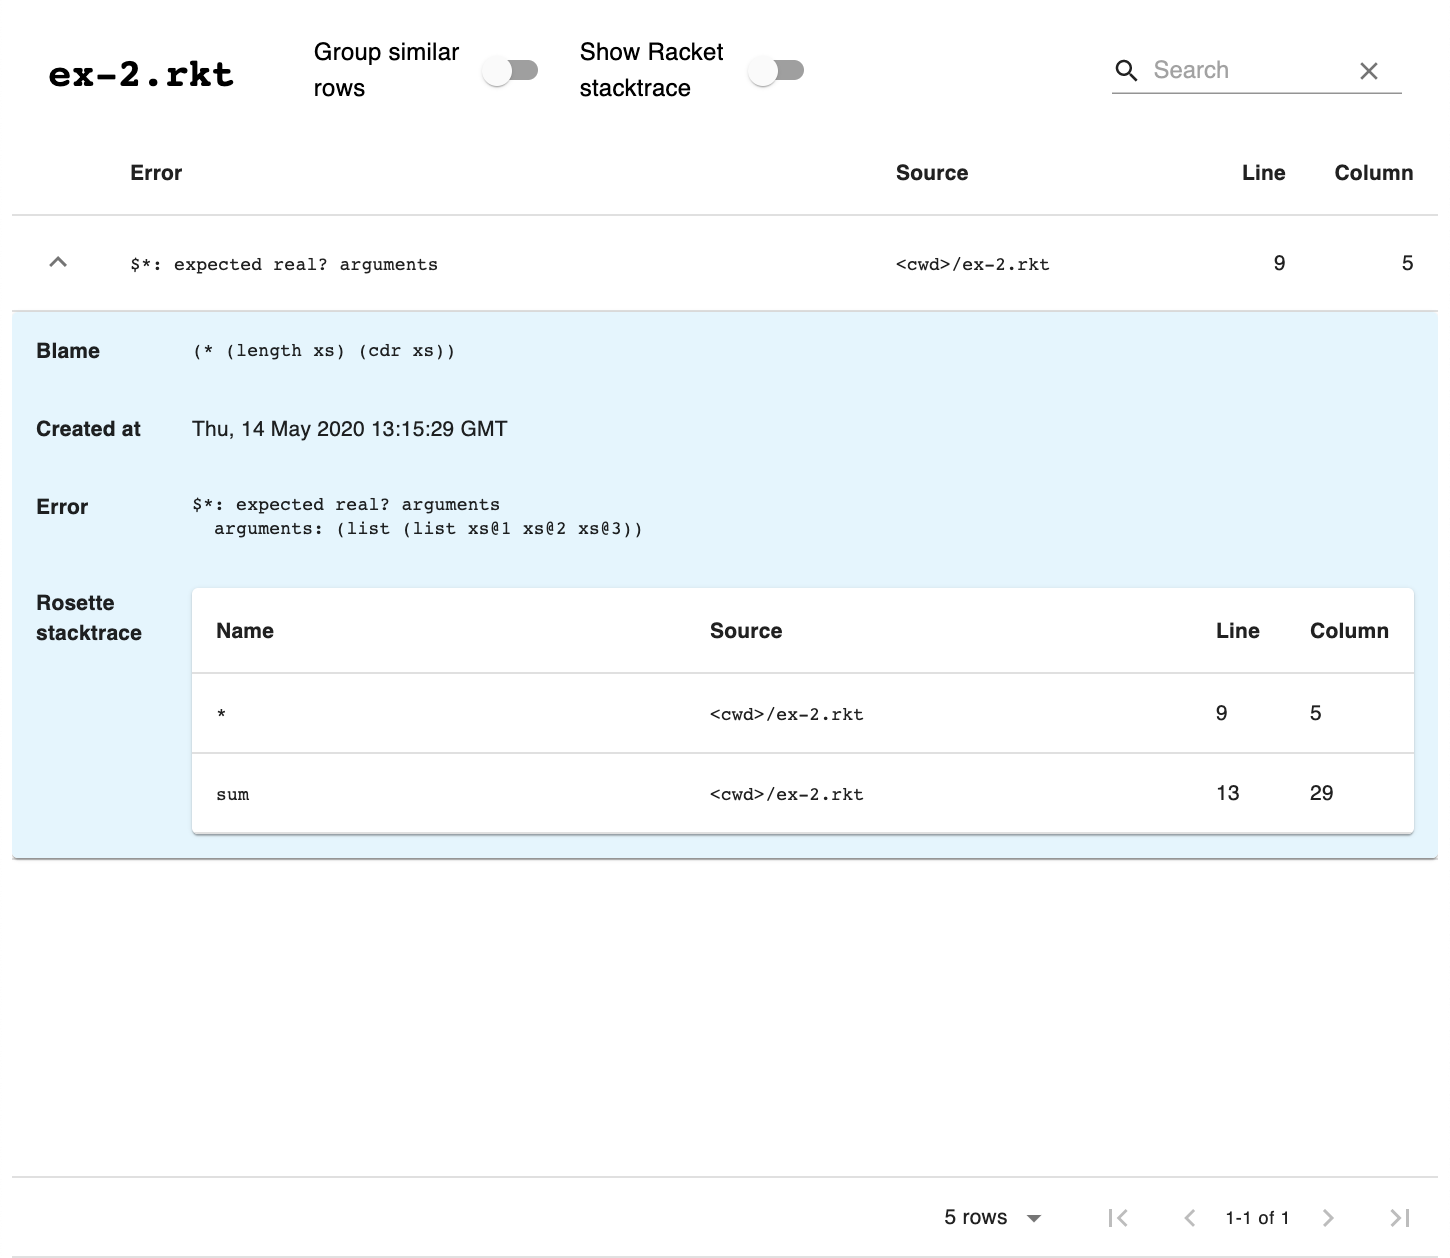 ex-2.rkt
Group similar
rows
Show Racket
stacktrace
Search
Error Source Line Column
$*: expected real? arguments <cwd>/ex-2.rkt 9 5
Blame (* (length xs) (cdr xs))
Created at Thu, 14 May 2020 13:15:29 GMT
Error $*: expected real? arguments
arguments: (list (list xs@1 xs@2 xs@3))
Rosette
stacktrace
Name Source Line Column
* <cwd>/ex-2.rkt 9 5
sum <cwd>/ex-2.rkt 13 29
5 rows 1-1 of 1